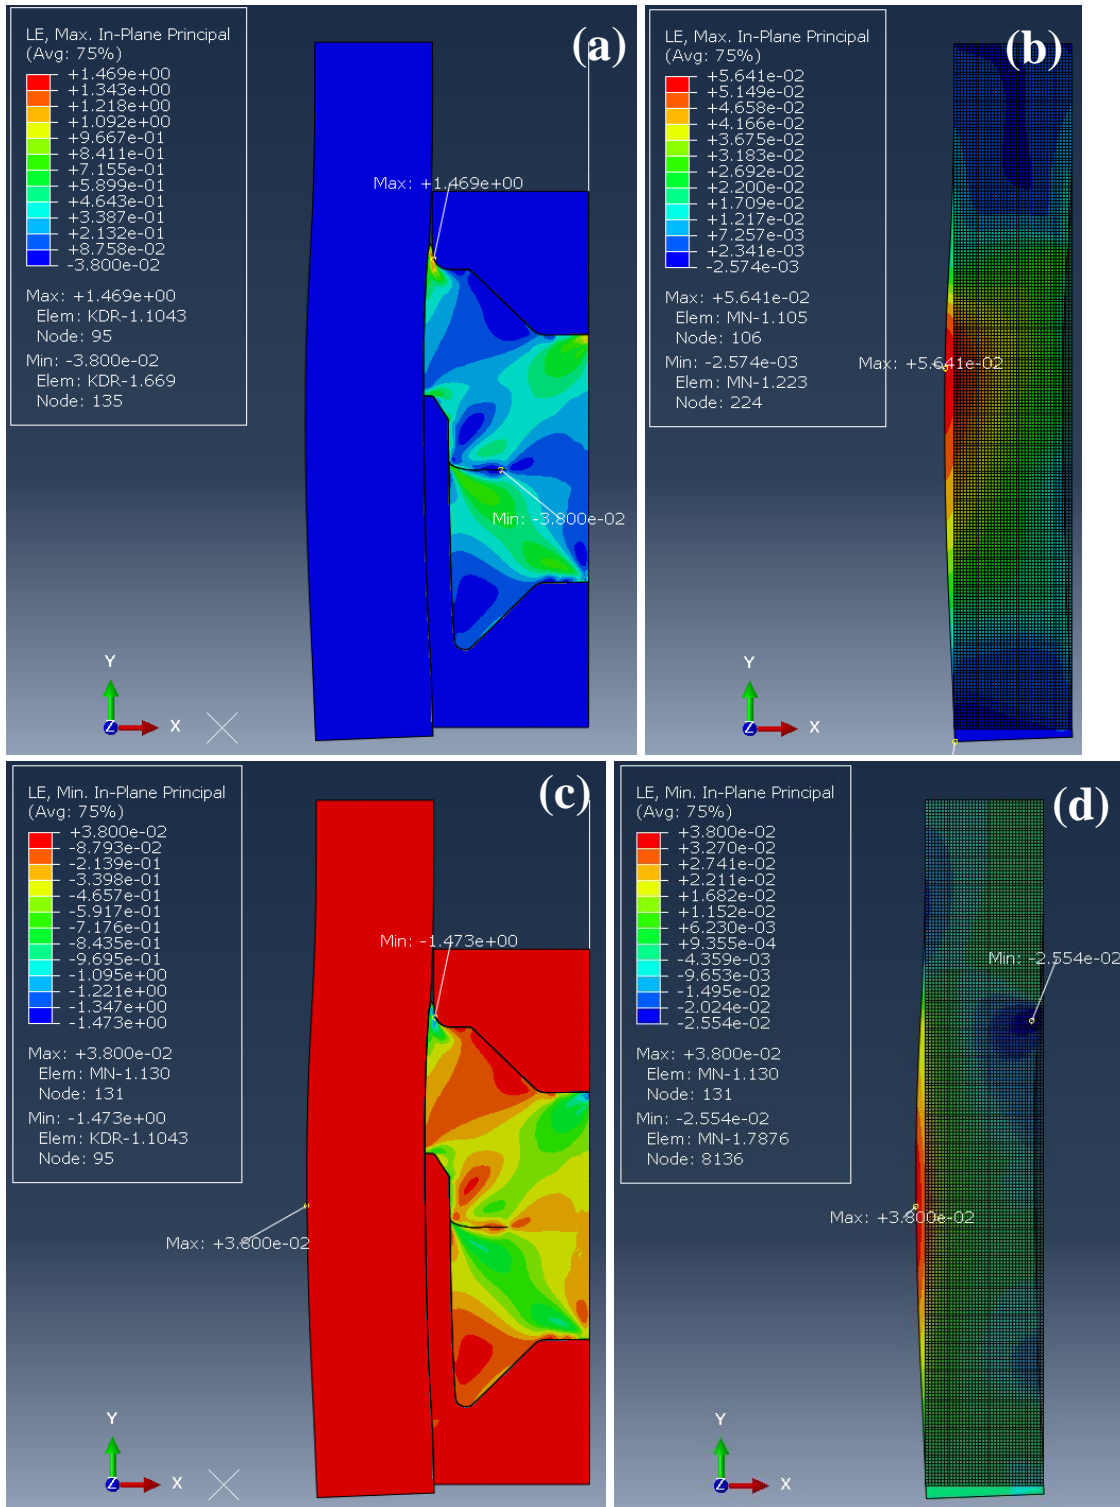 (a)
LE, Max. In-Plane Principal
(Avg: 75%)
+1.469e+00
+1.343e+00
+1.218e+00
+1.092e+00
+9.667e-01
+8.411e-01
+7.155e-01
+5.899e-01
+4.643e-01
+3.387e-01
+2.132e-01
+8.758e-02
-3.800e-02
Max: +1.469e+00
Elem: KDR-1.1043
Node: 95
Min: -3.800e-02
Elem: KDR-1.669
Node: 135
Max: +1.469e+00
Min: -3.800e-02
Y
Z
X
(b)
LE, Max. In-Plane Principal
(Avg: 75%)
+5.641e-02
+5.149e-02
+4.658e-02
+4.166e-02
+3.675e-02
+3.183e-02
+2.692e-02
+2.200e-02
+1.709e-02
+1.217e-02
+7.257e-03
+2.341e-03
-2.574e-03
Max: +5.641e-02
Elem: MN-1.105
Node: 106
Min: -2.574e-03
Elem: MN-1.223
Node: 224
Max: +5.641e-02
Y
Z
X
(c)
LE, Min. In-Plane Principal
(Avg: 75%)
+3.800e-02
-8.793e-02
-2.139e-01
-3.398e-01
-4.657e-01
-5.917e-01
-7.176e-01
-8.435e-01
-9.695e-01
-1.095e+00
-1.221e+00
-1.347e+00
-1.473e+00
Max: +3.800e-02
Elem: MN-1.130
Node: 131
Min: -1.473e+00
Elem: KDR-1.1043
Node: 95
Min: -1.473e+00
Max: +3.800e-02
Y
Z
X
(d)
LE, Min. In-Plane Principal
(Avg: 75%)
+3.800e-02
+3.270e-02
+2.741e-02
+2.211e-02
+1.682e-02
+1.152e-02
+6.230e-03
+9.355e-04
-4.359e-03
-9.653e-03
-1.495e-02
-2.024e-02
-2.554e-02
Max: +3.800e-02
Elem: MN-1.130
Node: 131
Min: -2.554e-02
Elem: MN-1.7876
Node: 8136
Min: -2.554e-02
Max: +3.800e-02
Y
Z
X